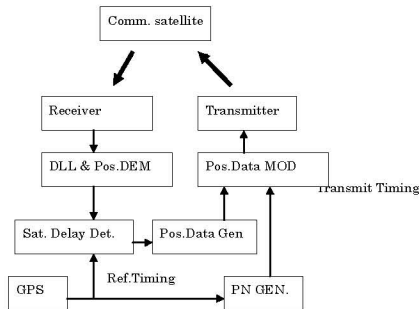 Comm. satellite
Receiver
Transmitter
DLL & Pos.DEM
Pos.Data MOD
Transmit Timing
Sat. Delay Det.
Pos.Data Gen
Ref.Timing
GPS
PN GEN.